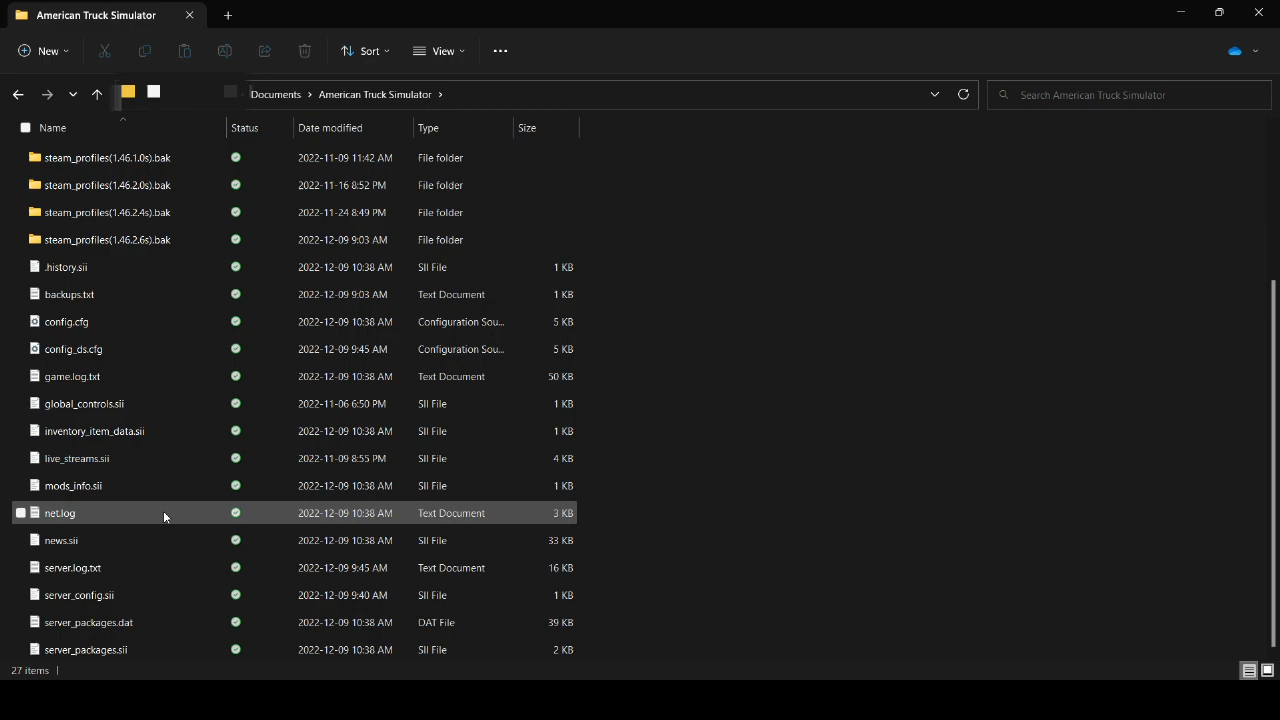 American Truck Simulator
New Sort View
Documents > American Truck Simulator > Search American Truck Simulator
Name Status Date modified Type Size
steam_profiles(1.46.1.0s).bak 2022-11-09 11:42 AM File folder
steam_profiles(1.46.2.0s).bak 2022-11-16 8:52 PM File folder
steam_profiles(1.46.2.4s).bak 2022-11-24 8:49 PM File folder
steam_profiles(1.46.2.6s).bak 2022-12-09 9:03 AM File folder
.history.sii 2022-12-09 10:38 AM SII File 1 KB
backups.txt 2022-12-09 9:03 AM Text Document 1 KB
config.cfg 2022-12-09 10:38 AM Configuration Sou... 5 KB
config_ds.cfg 2022-12-09 9:45 AM Configuration Sou... 5 KB
game.log.txt 2022-12-09 10:38 AM Text Document 50 KB
global_controls.sii 2022-11-06 6:50 PM SII File 1 KB
inventory_item_data.sii 2022-12-09 10:38 AM SII File 1 KB
live_streams.sii 2022-11-09 8:55 PM SII File 4 KB
mods_info.sii 2022-12-09 10:38 AM SII File 1 KB
net.log 2022-12-09 10:38 AM Text Document 3 KB
news.sii 2022-12-09 10:38 AM SII File 33 KB
server.log.txt 2022-12-09 9:45 AM Text Document 16 KB
server_config.sii 2022-12-09 9:40 AM SII File 1 KB
server_packages.dat 2022-12-09 10:38 AM DAT File 39 KB
server_packages.sii 2022-12-09 10:38 AM SII File 2 KB
27 items